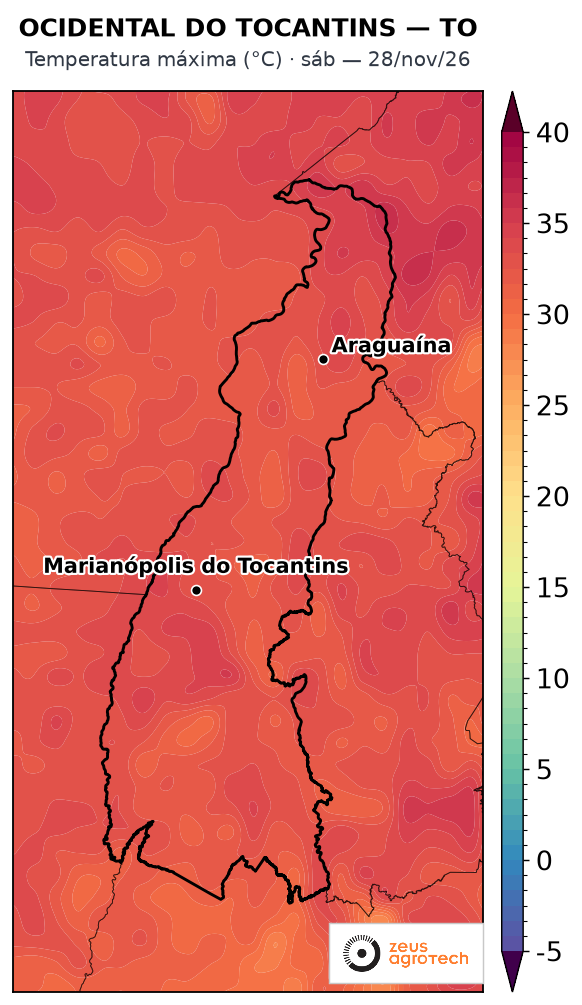 OCIDENTAL DO TOCANTINS — TO
Temperatura máxima (°C) · sáb — 28/nov/26
40
35
Araguaína
30
25
20
Marianópolis do Tocantins
15
10
5
0
-5
zeus
agrotech